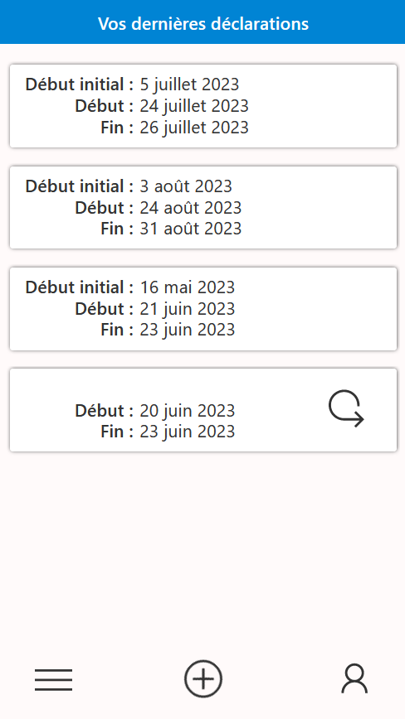 Vos dernières déclarations
Début initial : 5 juillet 2023
Début : 24 juillet 2023
Fin : 26 juillet 2023
Début initial : 3 août 2023
Début : 24 août 2023
Fin : 31 août 2023
Début initial : 16 mai 2023
Début : 21 juin 2023
Fin : 23 juin 2023
Début : 20 juin 2023
Fin : 23 juin 2023